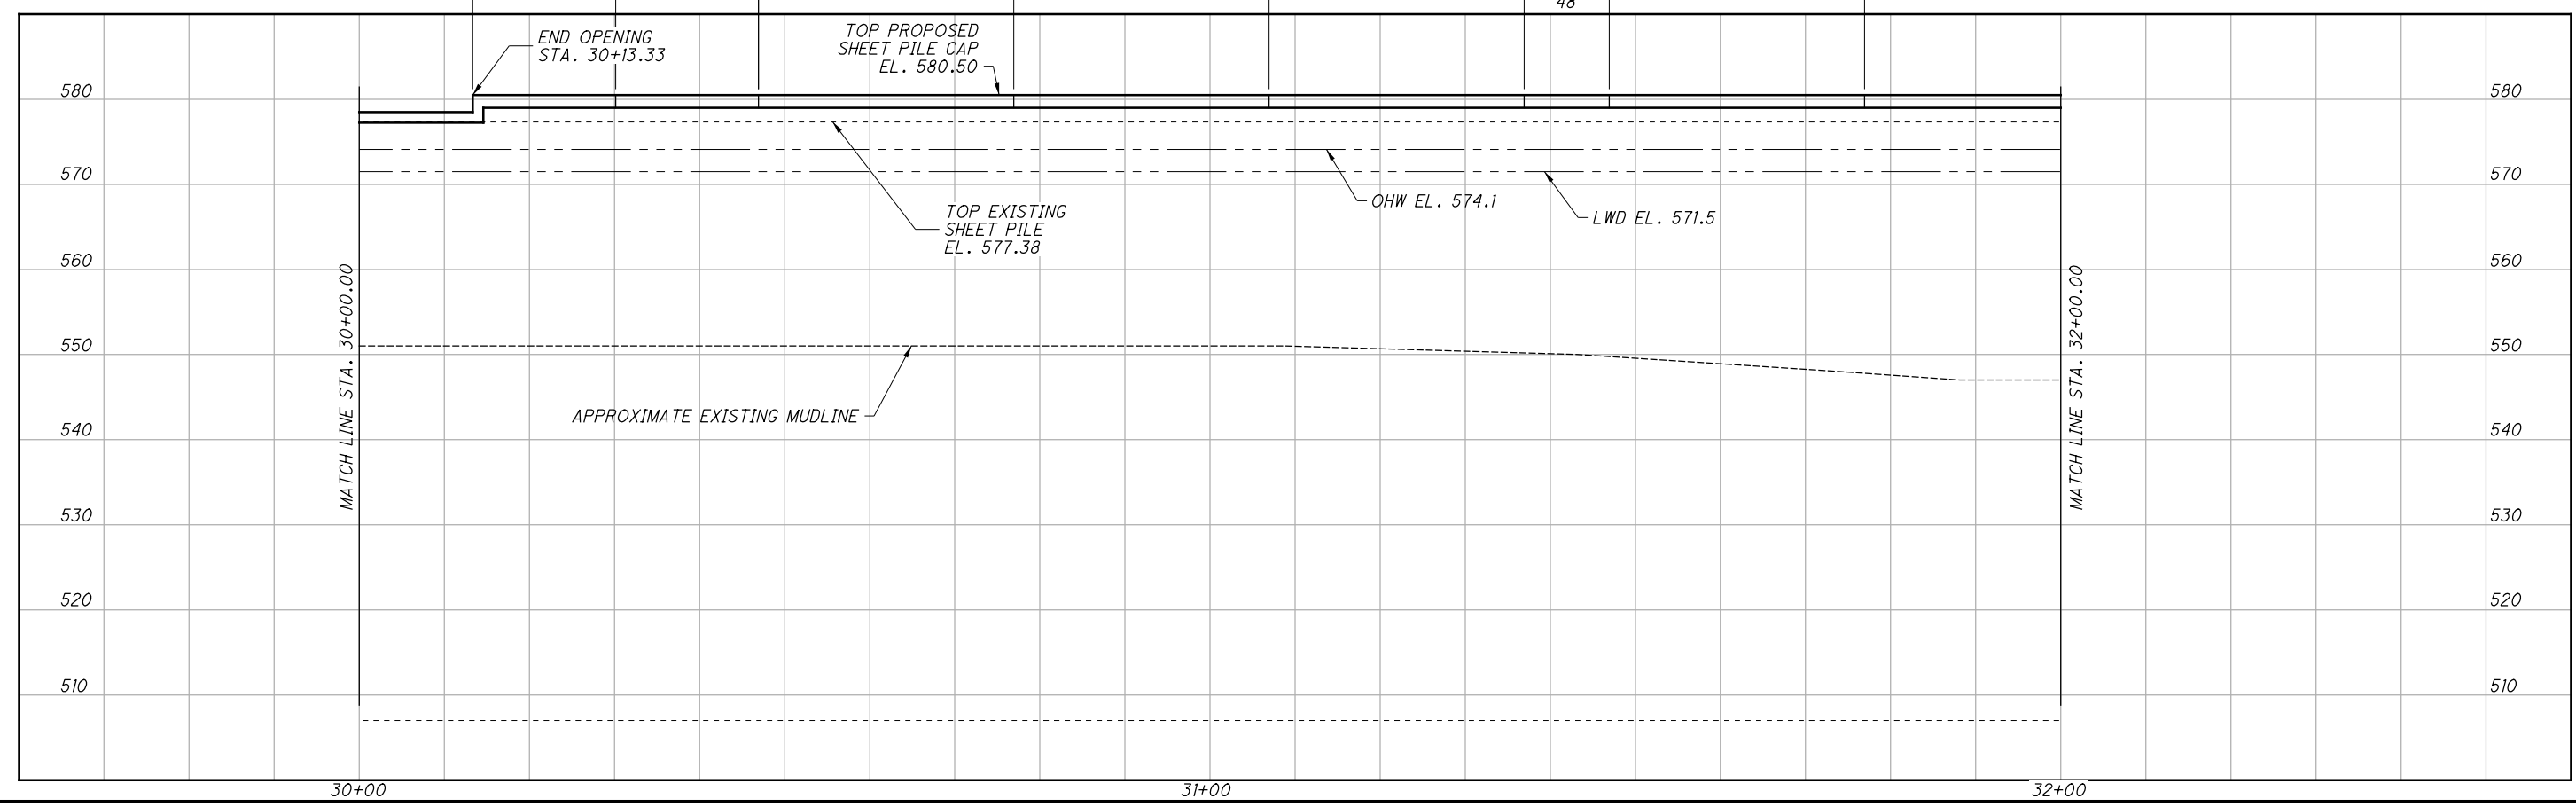 48
END OPENING
STA. 30+13.33
TOP PROPOSED
SHEET PILE CAP
EL. 580.50
580
580
570
570
OHW EL. 574.1
LWD EL. 571.5
TOP EXISTING
SHEET PILE
EL. 577.38
560
560
MATCH LINE STA. 30+00.00
MATCH LINE STA. 32+00.00
550
550
APPROXIMATE EXISTING MUDLINE
540
540
530
530
520
520
510
510
30+00
31+00
32+00